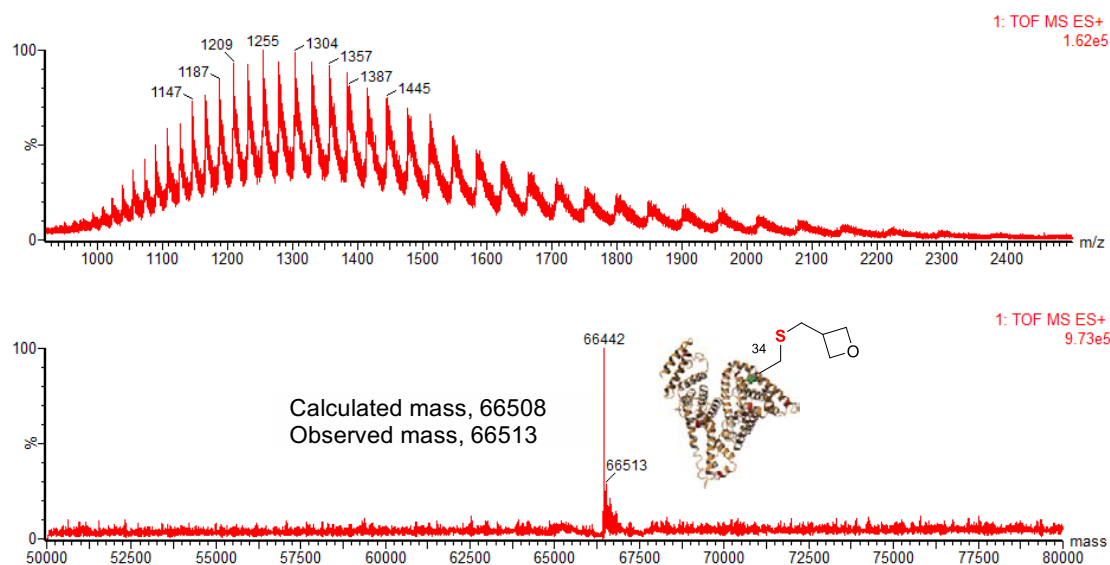 1: TOF MS ES+
1.62e5
100
%
0
1147
1187
1209
1255
1304
1357
1387
1445
1000 1100 1200 1300 1400 1500 1600 1700 1800 1900 2000 2100 2200 2300 2400
m/z
1: TOF MS ES+
9.73e5
100
%
0
66442
66513
34
S
O
Calculated mass, 66508
Observed mass, 66513
50000 52500 55000 57500 60000 62500 65000 67500 70000 72500 75000 77500 80000
mass